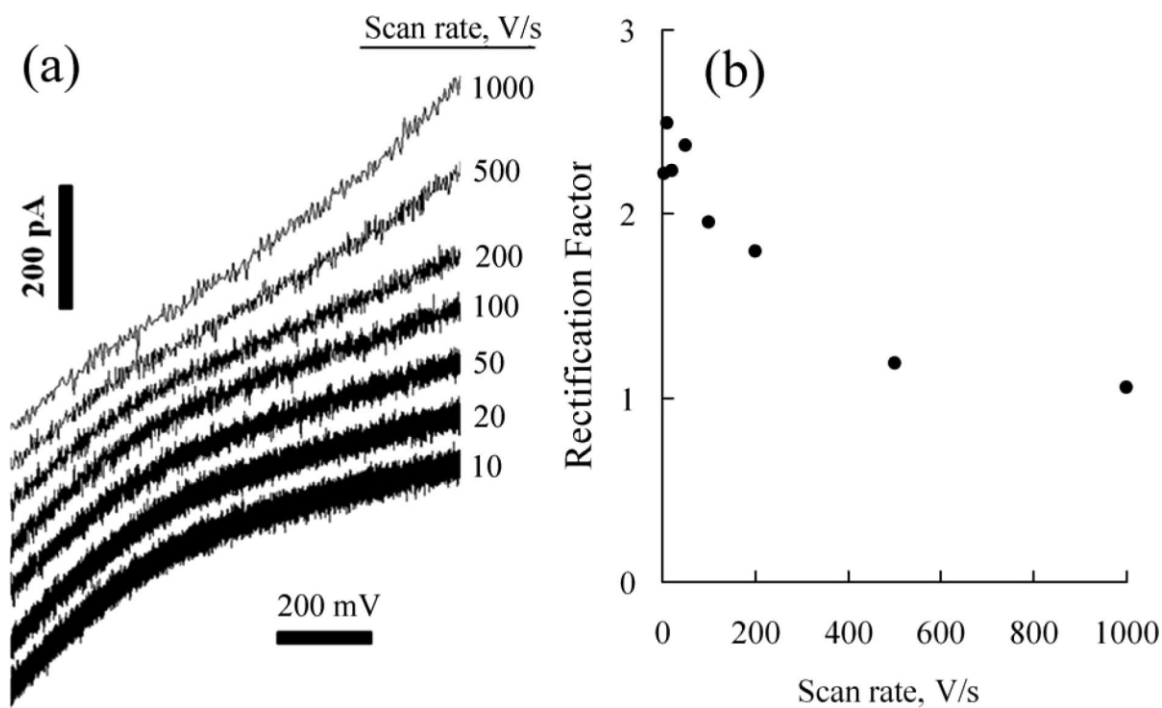 (a)
Scan rate, V/s
1000
500
200
100
50
20
10
200 pA
200 mV
(b)
Rectification Factor
3
2
1
0
0 200 400 600 800 1000
Scan rate, V/s